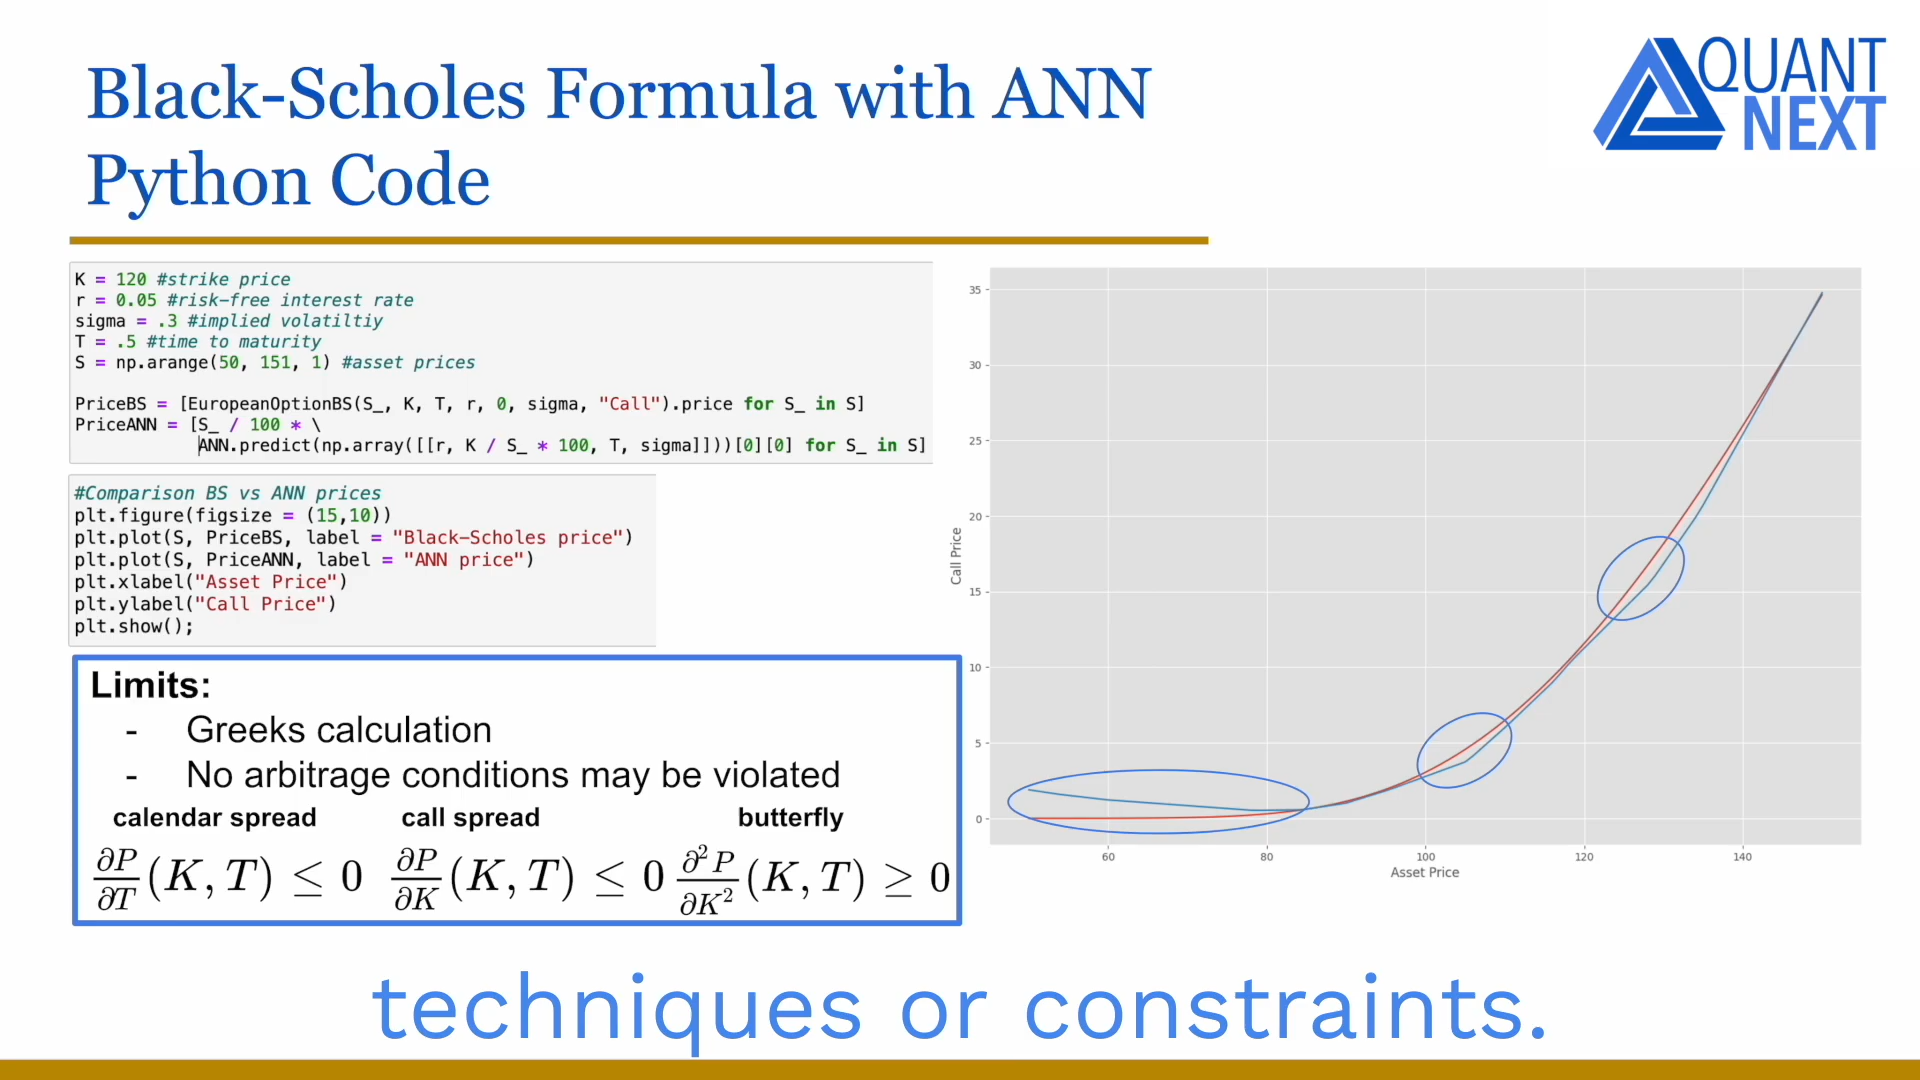 Black-Scholes Formula with ANN
Python Code
QUANT
NEXT
K = 120 #strike price
r = 0.05 #risk-free interest rate
sigma = .3 #implied volatiltiy
T = .5 #time to maturity
S = np.arange(50, 151, 1) #asset prices
PriceBS = [EuropeanOptionBS(S_, K, T, r, 0, sigma, "Call").price for S_ in S]
PriceANN = [S_ / 100 * \
ANN.predict(np.array([[r, K / S_ * 100, T, sigma]]))[0][0] for S_ in S]
#Comparison BS vs ANN prices
plt.figure(figsize = (15,10))
plt.plot(S, PriceBS, label = "Black-Scholes price")
plt.plot(S, PriceANN, label = "ANN price")
plt.xlabel("Asset Price")
plt.ylabel("Call Price")
plt.show();
Limits:
- Greeks calculation
- No arbitrage conditions may be violated
calendar spread call spread butterfly
∂P/∂T (K, T) ≤ 0 ∂P/∂K (K, T) ≤ 0 ∂²P/∂K² (K, T) ≥ 0
35
30
25
20
15
10
5
0
Call Price
60 80 100 120 140
Asset Price
techniques or constraints.